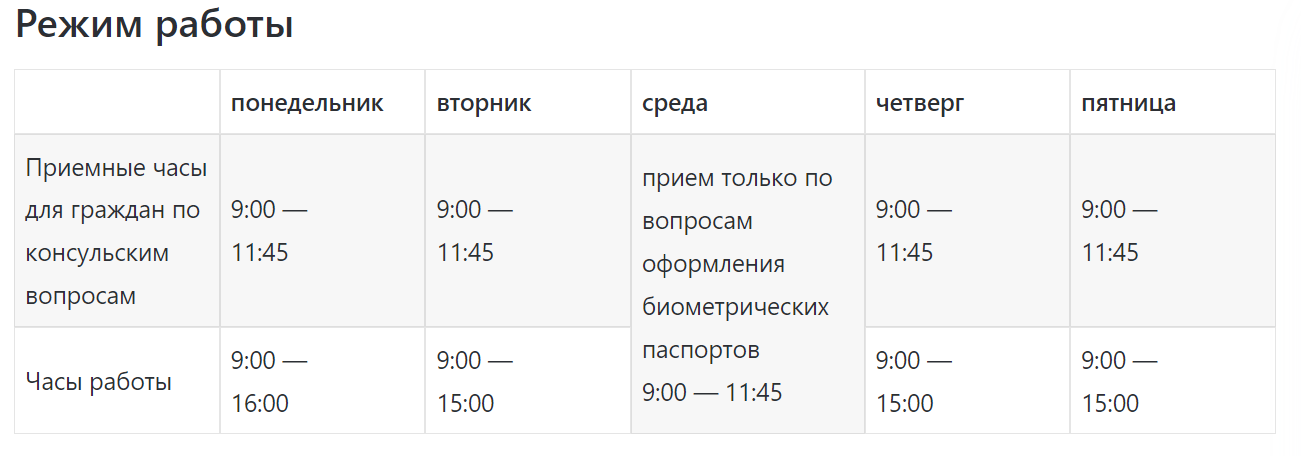 Режим работы
понедельник
вторник
среда
четверг
пятница
Приемные часы
для граждан по
консульским
вопросам
9:00 —
11:45
9:00 —
11:45
прием только по
вопросам
оформления
биометрических
паспортов
9:00 — 11:45
9:00 —
11:45
9:00 —
11:45
Часы работы
9:00 —
16:00
9:00 —
15:00
9:00 —
15:00
9:00 —
15:00